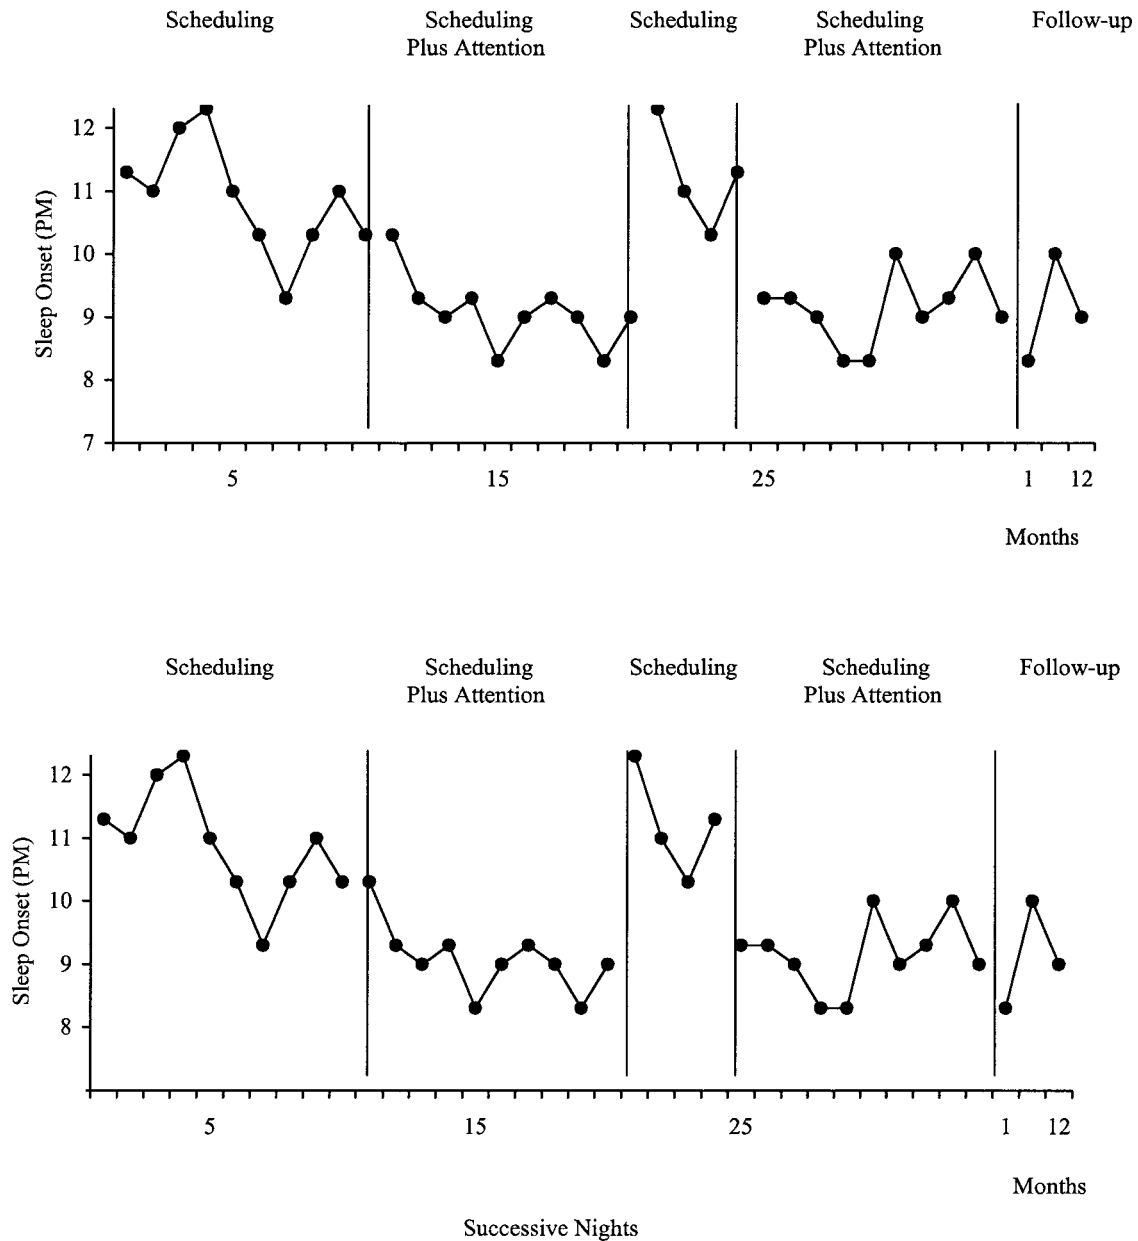 Scheduling Scheduling Scheduling Scheduling Follow-up
Plus Attention Plus Attention
12
11
10
9
8
7
Sleep Onset (PM)
5 15 25 1 12
Months
Scheduling Scheduling Scheduling Scheduling Follow-up
Plus Attention Plus Attention
12
11
10
9
8
Sleep Onset (PM)
5 15 25 1 12
Months
Successive Nights